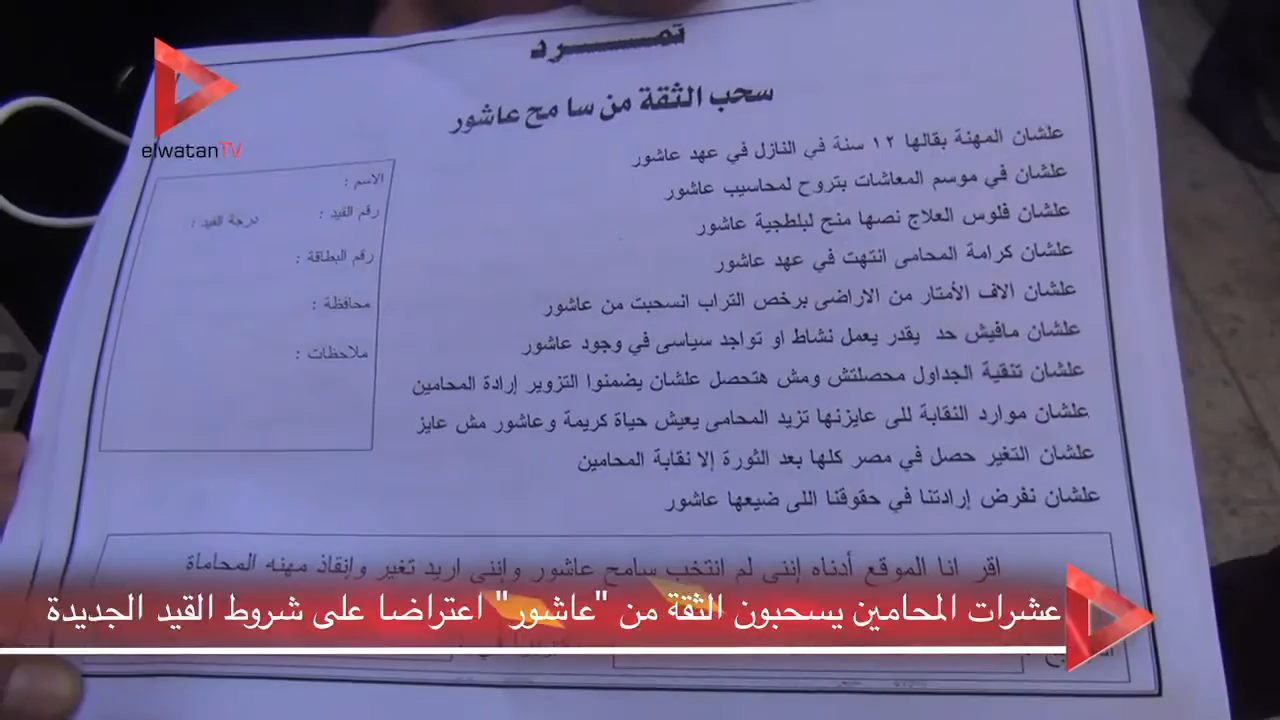 تمـــــرد
سحب الثقة من سامح عاشور
elwatanTV
علشان المهنة بقالها ١٢ سنة في النازل في عهد عاشور
علشان في موسم المعاشات بتروح لمحاسيب عاشور
علشان فلوس العلاج نصها منح لبلطجية عاشور
علشان كرامة المحامى انتهت في عهد عاشور
علشان الاف الأمتار من الاراضى برخص التراب انسحبت من عاشور
علشان مافيش حد يقدر يعمل نشاط او تواجد سياسى في وجود عاشور
علشان تنقية الجداول محصلتش ومش هتحصل علشان يضمنوا التزوير إرادة المحامين
علشان موارد النقابة للى عايزنها تزيد المحامى يعيش حياة كريمة وعاشور مش عايز
علشان التغير حصل في مصر كلها بعد الثورة إلا نقابة المحامين
علشان نفرض إرادتنا في حقوقنا اللى ضيعها عاشور
الاسم :
رقم القيد : درجة القيد :
رقم البطاقة :
محافظة :
ملاحظات :
اقر انا الموقع أدناه إننى لم انتخب سامح عاشور وإننى اريد تغير وإنقاذ مهنه المحاماة
عشرات المحامين يسحبون الثقة من "عاشور" اعتراضا على شروط القيد الجديدة